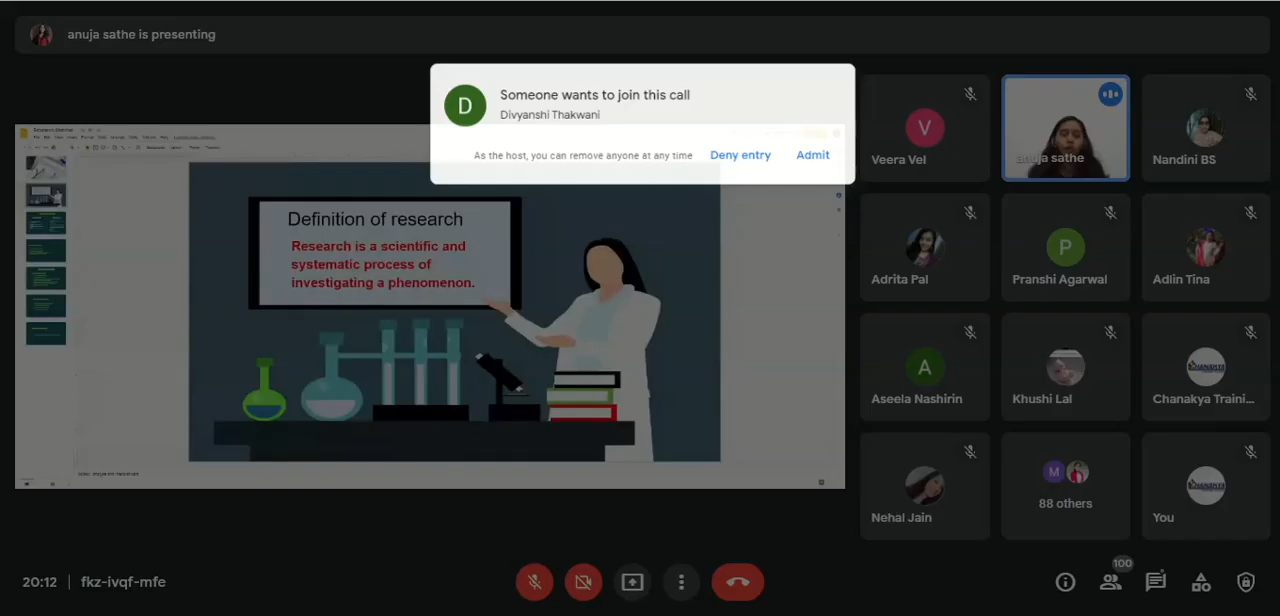 anuja sathe is presenting
Someone wants to join this call
D
Divyanshi Thakwani
As the host, you can remove anyone at any time
Deny entry
Admit
Definition of research
Research is a scientific and
systematic process of
investigating a phenomenon.
V
Veera Vel
anuja sathe
Nandini BS
Adrita Pal
P
Pranshi Agarwal
Adlin Tina
A
Aseela Nashirin
Khushi Lal
Chanakya Traini...
Nehal Jain
M
88 others
You
20:12 | fkz-ivqf-mfe
100